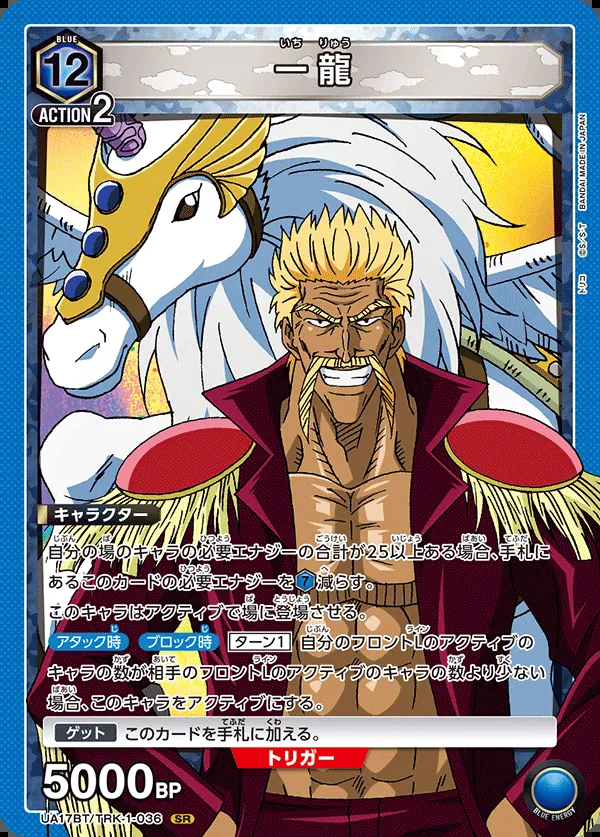 BLUE
12
ACTION2
いち りゅう
一龍
トリコ ©S／S・T BANDAI MADE IN JAPAN
キャラクター
自分の場のキャラの必要エナジーの合計が25以上ある場合、手札に
あるこのカードの必要エナジーを7減らす。
このキャラはアクティブで場に登場させる。
アタック時 ブロック時 ターン1 自分のフロントLのアクティブの
キャラの数が相手のフロントLのアクティブのキャラの数より少ない
場合、このキャラをアクティブにする。
ゲット このカードを手札に加える。
トリガー
5000BP
UA17BT/TRK-1-036 SR
BLUE ENERGY